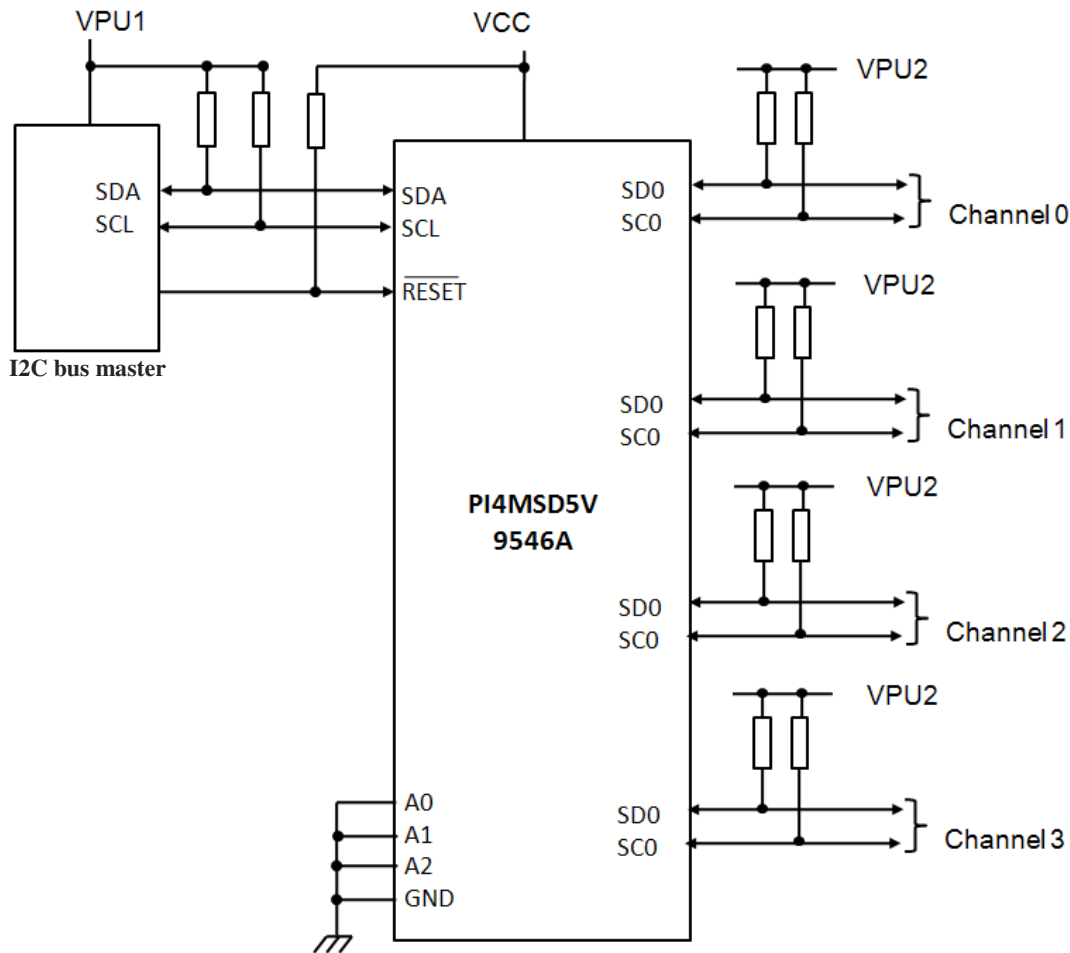 VPU1
VCC
VPU2
SDA
SCL
SDA
SCL
RESET
I2C bus master
SD0
SC0
Channel 0
VPU2
SD0
SC0
Channel 1
PI4MSD5V
9546A
VPU2
SD0
SC0
Channel 2
VPU2
SD0
SC0
Channel 3
A0
A1
A2
GND